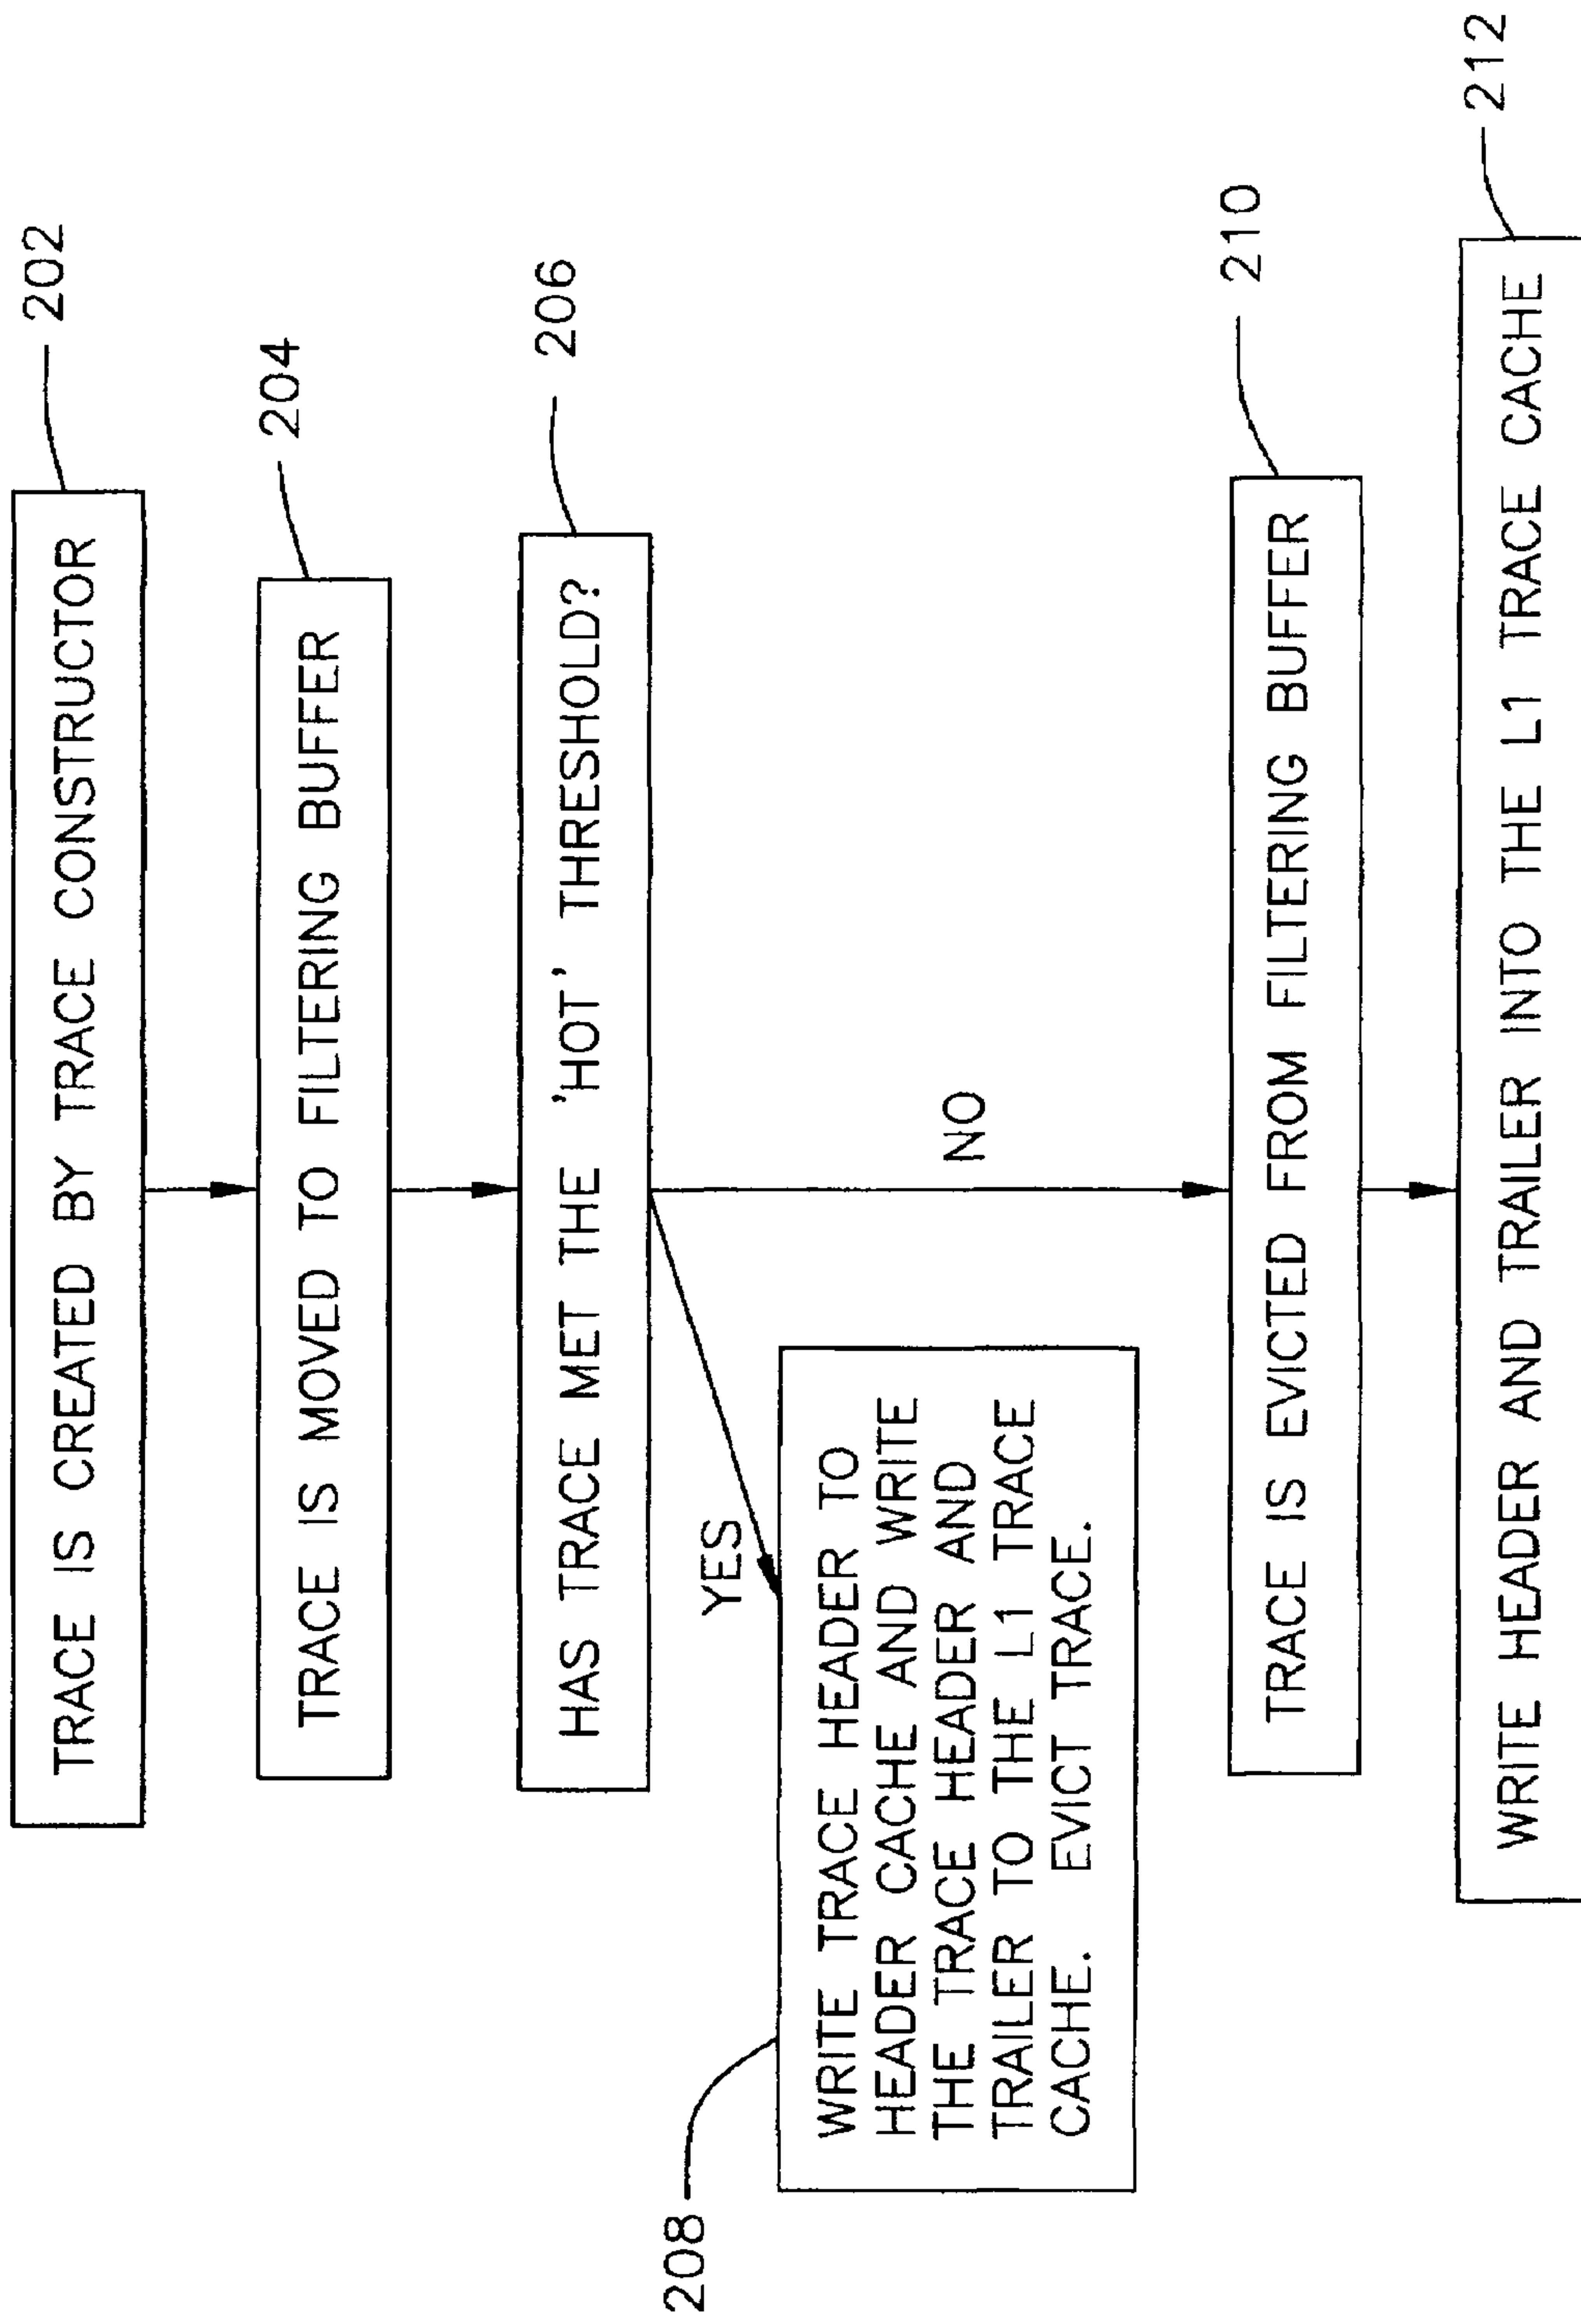 TRACE IS CREATED BY TRACE CONSTRUCTOR
202
TRACE IS MOVED TO FILTERING BUFFER
204
HAS TRACE MET THE 'HOT' THRESHOLD?
206
YES
NO
208
WRITE TRACE HEADER TO
HEADER CACHE AND WRITE
THE TRACE HEADER AND
TRAILER TO THE L1 TRACE
CACHE. EVICT TRACE.
TRACE IS EVICTED FROM FILTERING BUFFER
210
WRITE HEADER AND TRAILER INTO THE L1 TRACE CACHE
212